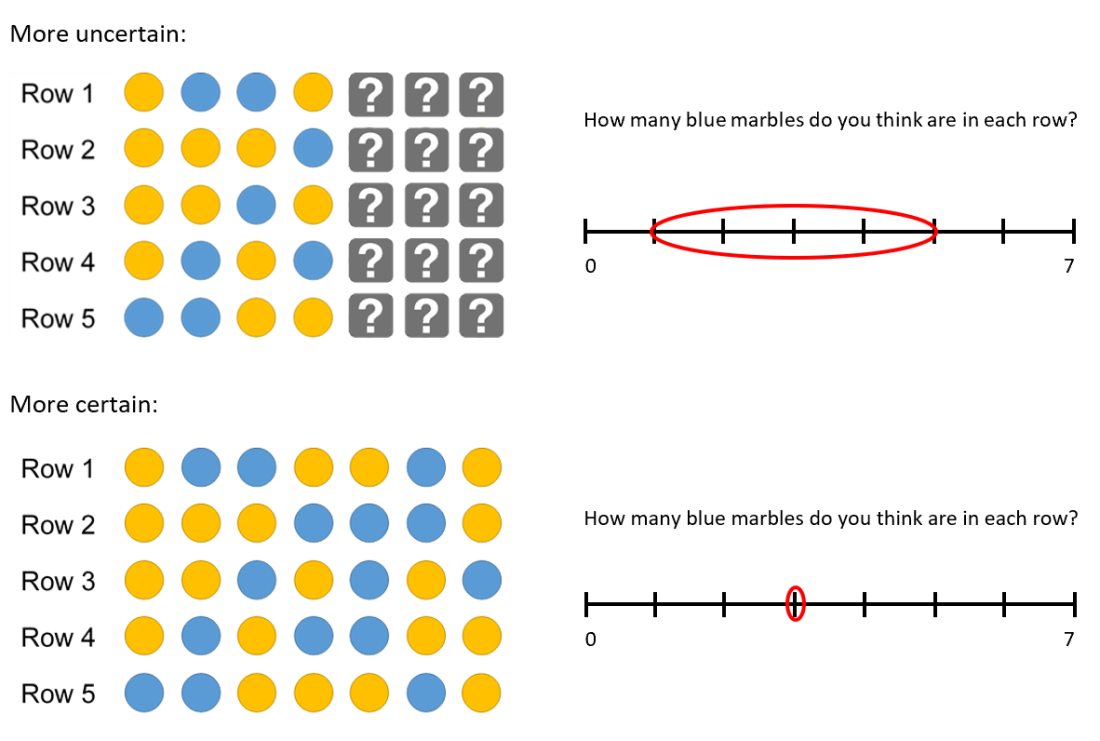 More uncertain:
Row 1 ? ? ?
Row 2 ? ? ?
Row 3 ? ? ?
Row 4 ? ? ?
Row 5 ? ? ?
How many blue marbles do you think are in each row?
0 7
More certain:
Row 1
Row 2
Row 3
Row 4
Row 5
How many blue marbles do you think are in each row?
0 7